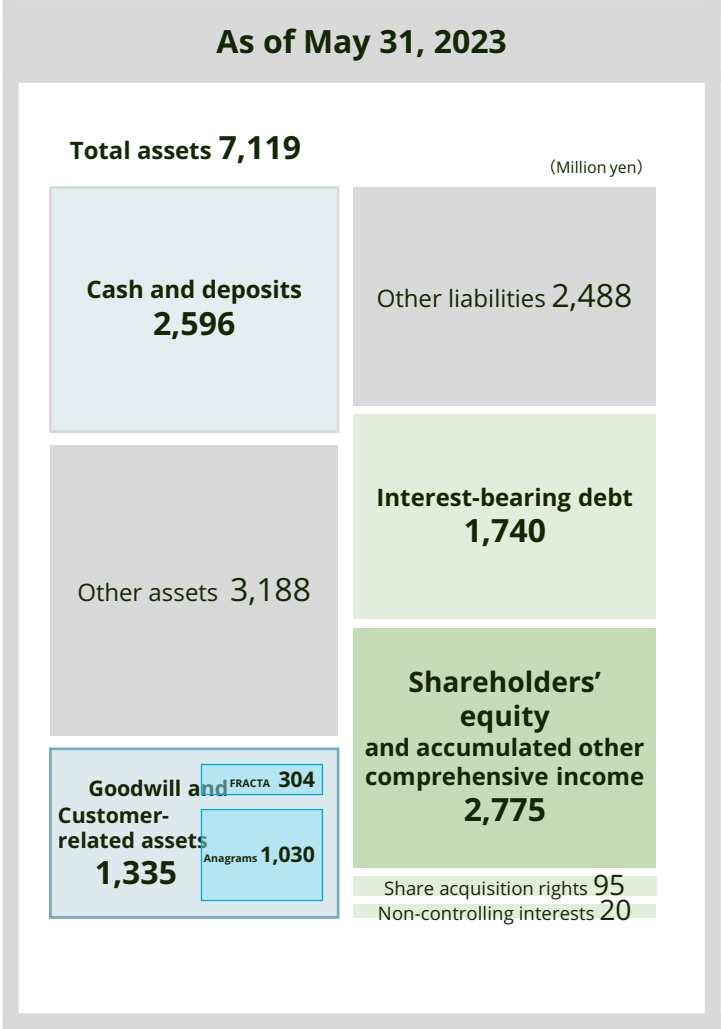 As of May 31, 2023
Total assets 7,119
（Million yen）
Cash and deposits
2,596
Other assets 3,188
Goodwill and
Customer-
related assets
1,335
FRACTA 304
Anagrams 1,030
Other liabilities 2,488
Interest-bearing debt
1,740
Shareholders’
equity
and accumulated other
comprehensive income
2,775
Share acquisition rights 95
Non-controlling interests 20